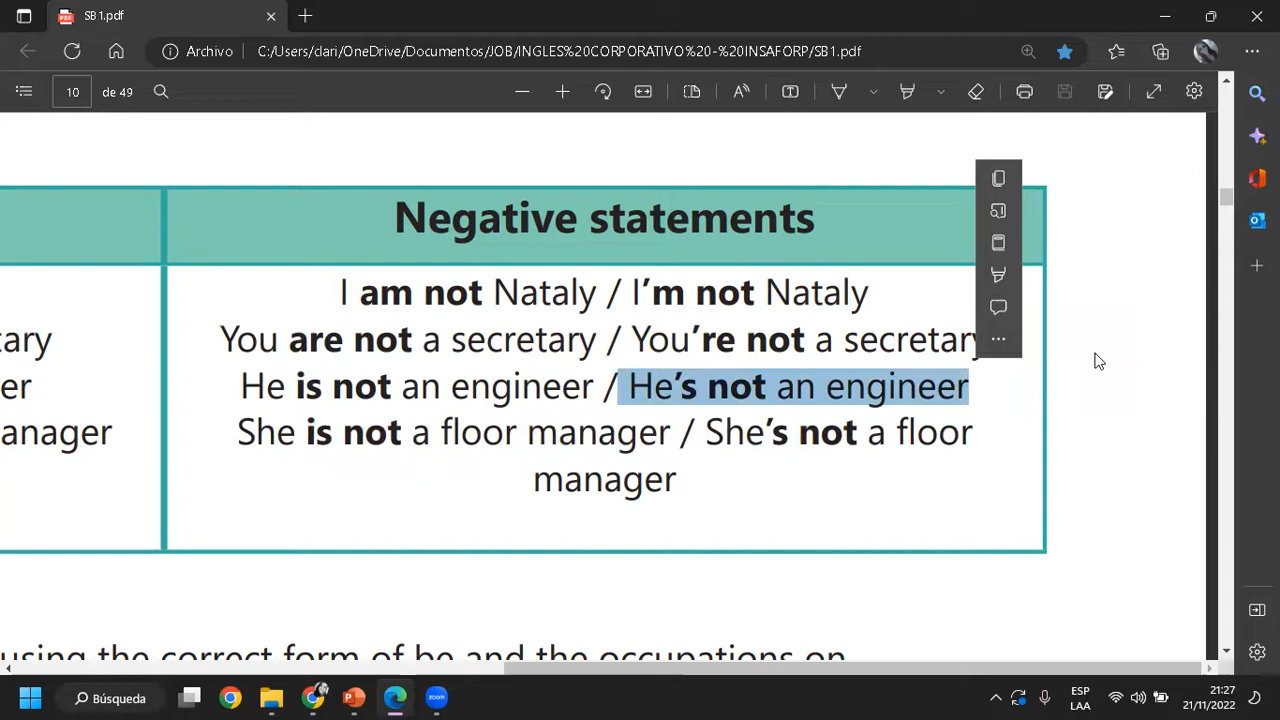 SB1.pdf
Archivo C:/Users/clari/OneDrive/Documentos/JOB/INGLES%20CORPORATIVO%20-%20INSAFORP/SB1.pdf
10 de 49
Negative statements
I am not Nataly / I'm not Nataly
tary You are not a secretary / You're not a secretary
er He is not an engineer / He's not an engineer
anager She is not a floor manager / She's not a floor
manager
using the correct form of be and the occupations on
Búsqueda
zoom
ESP
LAA
21:27
21/11/2022